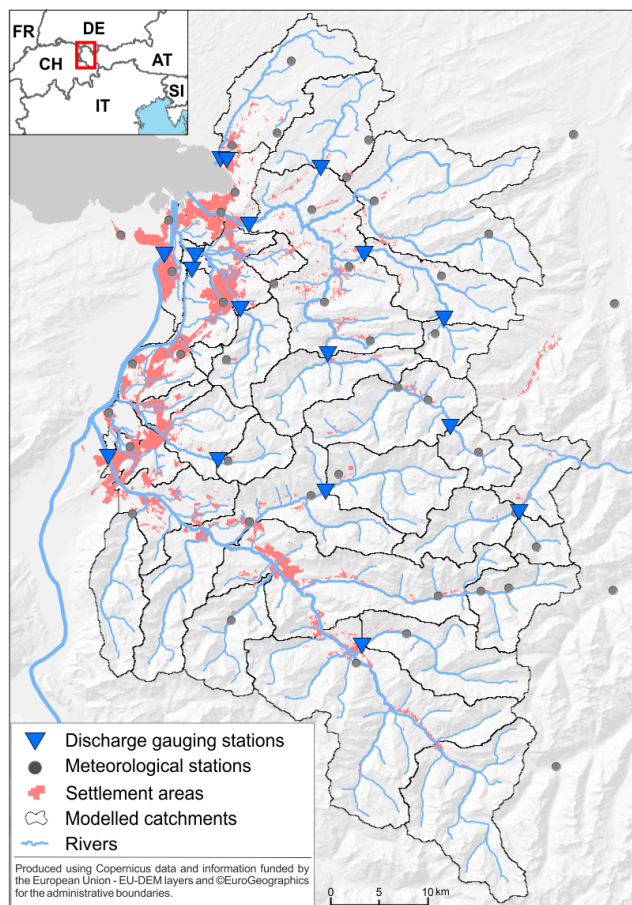 FR
DE
CH
AT
IT
SI
Discharge gauging stations
Meteorological stations
Settlement areas
Modelled catchments
Rivers
Produced using Copernicus data and information funded by
the European Union - EU-DEM layers and ©EuroGeographics
for the administrative boundaries.
0 5 10 km